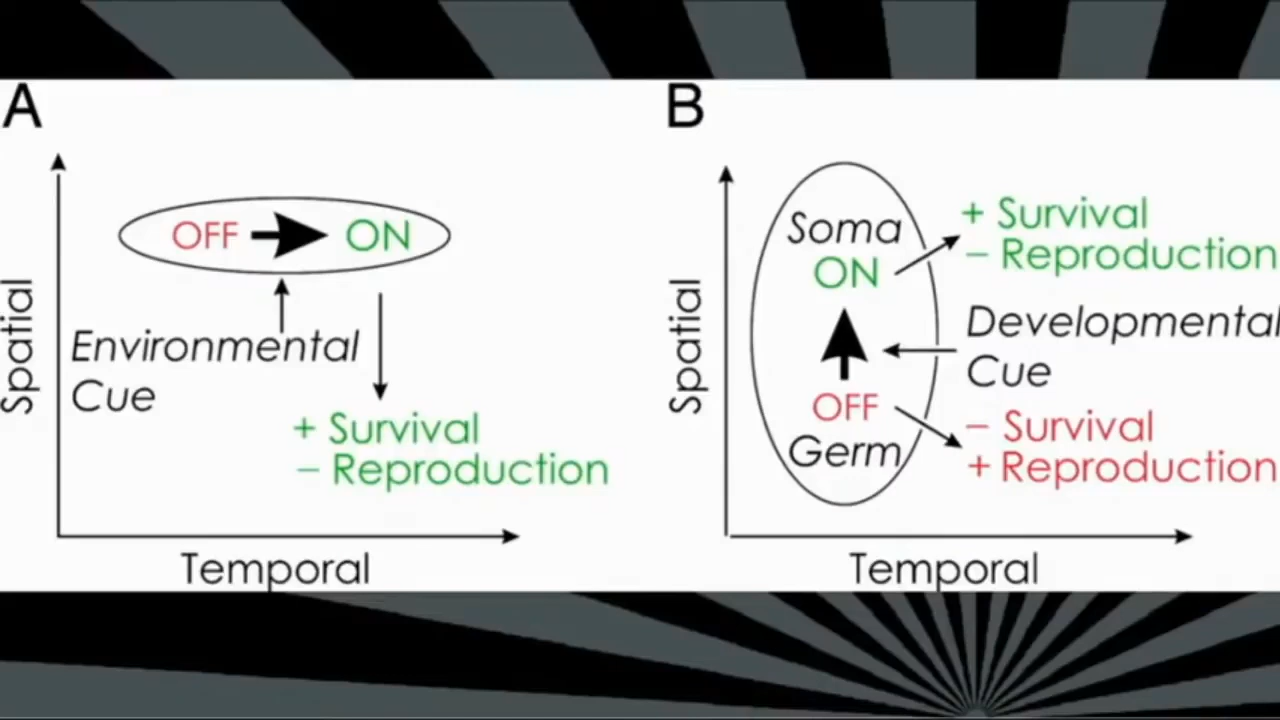 A
Spatial
OFF ON
Environmental
Cue
+ Survival
− Reproduction
Temporal
B
Spatial
Soma
ON
OFF
Germ
+ Survival
− Reproduction
Developmental
Cue
− Survival
+ Reproduction
Temporal